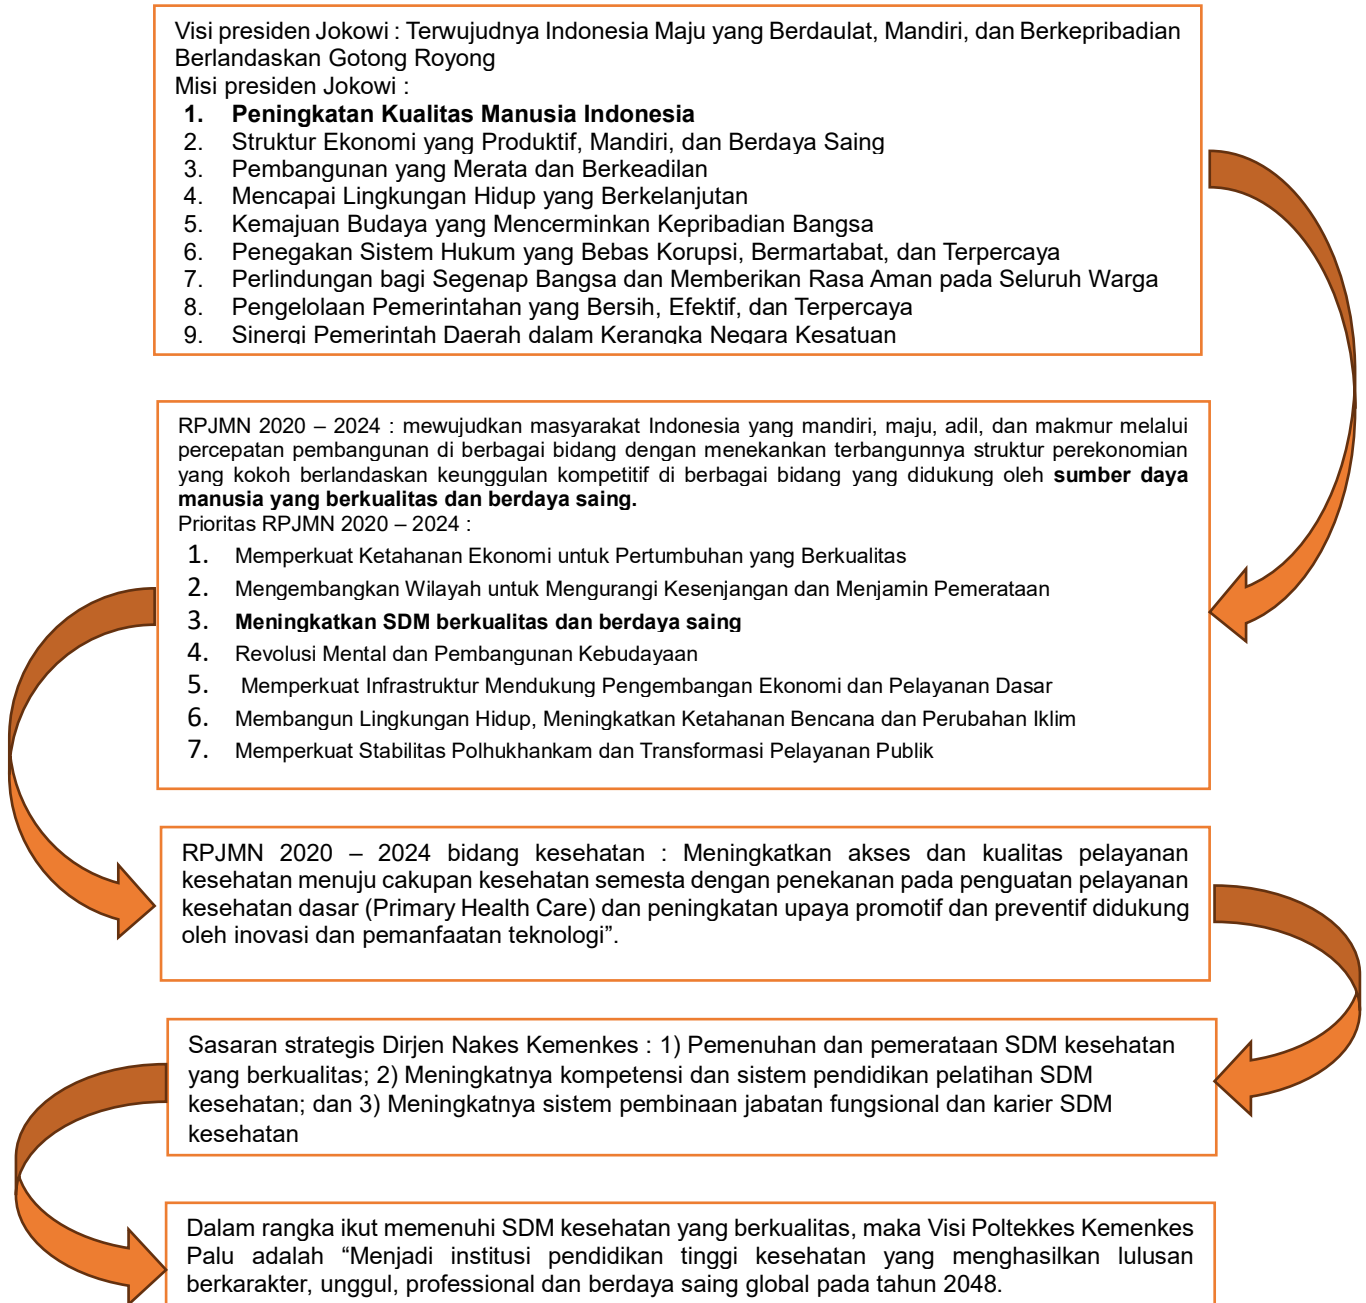 Visi presiden Jokowi : Terwujudnya Indonesia Maju yang Berdaulat, Mandiri, dan Berkepribadian
Berlandaskan Gotong Royong
Misi presiden Jokowi :
1. Peningkatan Kualitas Manusia Indonesia
2. Struktur Ekonomi yang Produktif, Mandiri, dan Berdaya Saing
3. Pembangunan yang Merata dan Berkeadilan
4. Mencapai Lingkungan Hidup yang Berkelanjutan
5. Kemajuan Budaya yang Mencerminkan Kepribadian Bangsa
6. Penegakan Sistem Hukum yang Bebas Korupsi, Bermartabat, dan Terpercaya
7. Perlindungan bagi Segenap Bangsa dan Memberikan Rasa Aman pada Seluruh Warga
8. Pengelolaan Pemerintahan yang Bersih, Efektif, dan Terpercaya
9. Sinergi Pemerintah Daerah dalam Kerangka Negara Kesatuan
RPJMN 2020 – 2024 : mewujudkan masyarakat Indonesia yang mandiri, maju, adil, dan makmur melalui
percepatan pembangunan di berbagai bidang dengan menekankan terbangunnya struktur perekonomian
yang kokoh berlandaskan keunggulan kompetitif di berbagai bidang yang didukung oleh sumber daya
manusia yang berkualitas dan berdaya saing.
Prioritas RPJMN 2020 – 2024 :
1. Memperkuat Ketahanan Ekonomi untuk Pertumbuhan yang Berkualitas
2. Mengembangkan Wilayah untuk Mengurangi Kesenjangan dan Menjamin Pemerataan
3. Meningkatkan SDM berkualitas dan berdaya saing
4. Revolusi Mental dan Pembangunan Kebudayaan
5. Memperkuat Infrastruktur Mendukung Pengembangan Ekonomi dan Pelayanan Dasar
6. Membangun Lingkungan Hidup, Meningkatkan Ketahanan Bencana dan Perubahan Iklim
7. Memperkuat Stabilitas Polhukhankam dan Transformasi Pelayanan Publik
RPJMN 2020 – 2024 bidang kesehatan : Meningkatkan akses dan kualitas pelayanan
kesehatan menuju cakupan kesehatan semesta dengan penekanan pada penguatan pelayanan
kesehatan dasar (Primary Health Care) dan peningkatan upaya promotif dan preventif didukung
oleh inovasi dan pemanfaatan teknologi”.
Sasaran strategis Dirjen Nakes Kemenkes : 1) Pemenuhan dan pemerataan SDM kesehatan
yang berkualitas; 2) Meningkatnya kompetensi dan sistem pendidikan pelatihan SDM
kesehatan; dan 3) Meningkatnya sistem pembinaan jabatan fungsional dan karier SDM
kesehatan
Dalam rangka ikut memenuhi SDM kesehatan yang berkualitas, maka Visi Poltekkes Kemenkes
Palu adalah “Menjadi institusi pendidikan tinggi kesehatan yang menghasilkan lulusan
berkarakter, unggul, professional dan berdaya saing global pada tahun 2048.